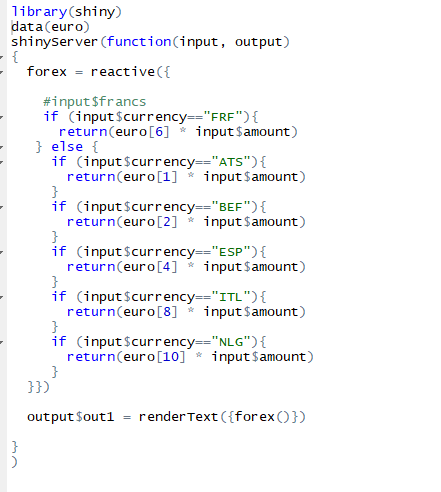 library(shiny)
data(euro)
shinyServer(function(input, output)
{
  forex = reactive({

    #input$francs
    if (input$currency=="FRF"){
      return(euro[6] * input$amount)
   } else {
     if (input$currency=="ATS"){
       return(euro[1] * input$amount)
     }
     if (input$currency=="BEF"){
       return(euro[2] * input$amount)
     }
     if (input$currency=="ESP"){
       return(euro[4] * input$amount)
     }
     if (input$currency=="ITL"){
       return(euro[8] * input$amount)
     }
     if (input$currency=="NLG"){
       return(euro[10] * input$amount)
     }
  }})

  output$out1 = renderText({forex()})

}
)